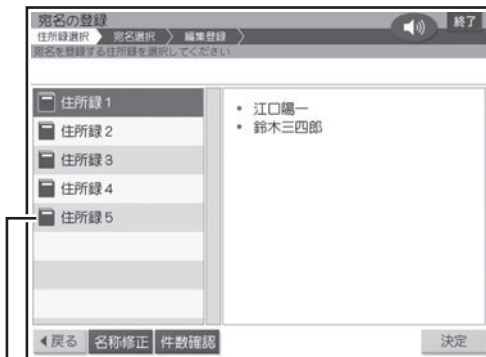 宛名の登録
終了
住所録選択 宛名選択 編集登録
宛名を登録する住所録を選択してください
住所録1
住所録2
住所録3
住所録4
住所録5
・ 江口陽一
・ 鈴木三四郎
戻る 名称修正 件数確認 決定